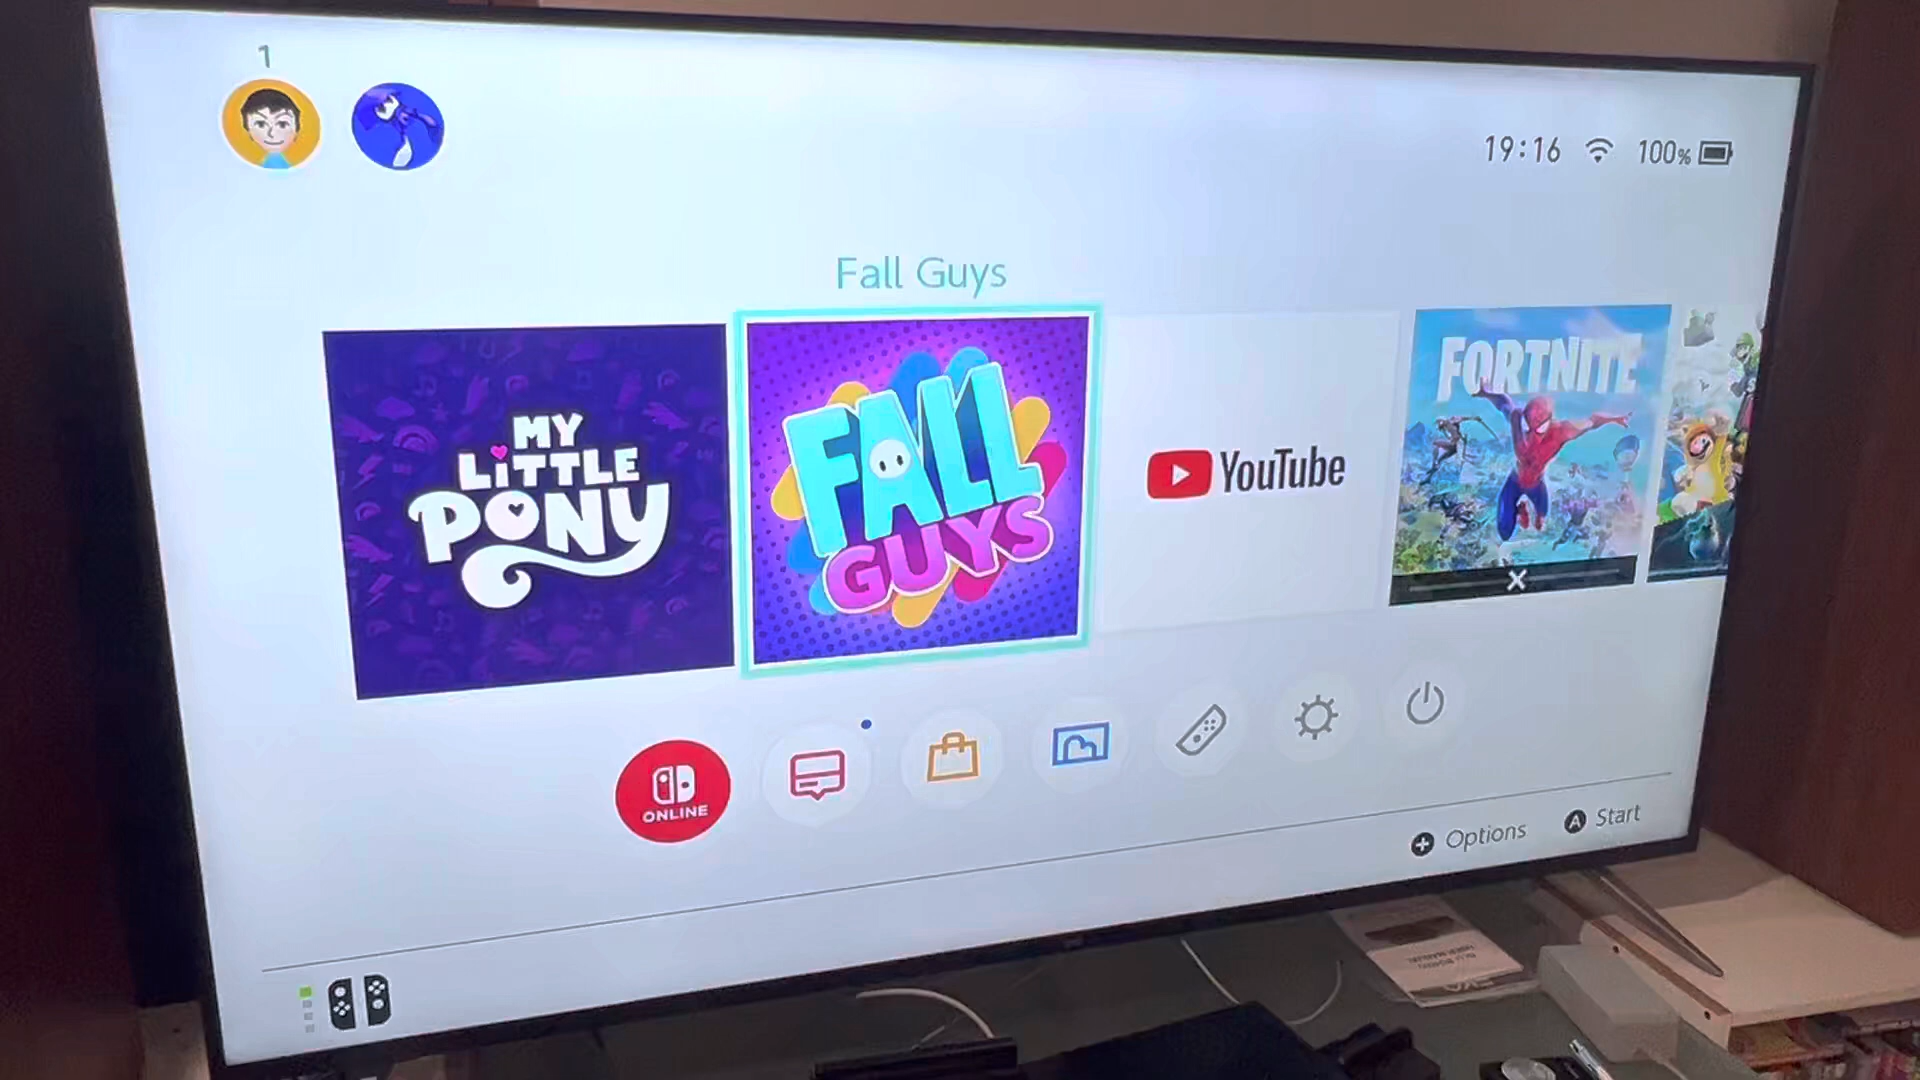 1
19:16
100%
Fall Guys
MY
LITTLE
PONY
FALL
GUYS
YouTube
FORTNITE
ONLINE
Options
A Start